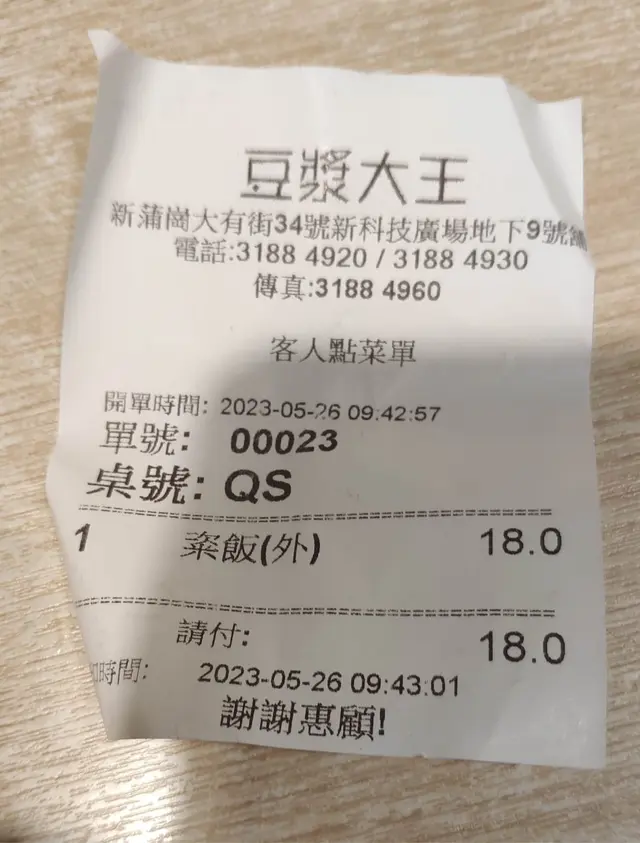 豆漿大王
新蒲崗大有街34號新科技廣場地下9號舖
電話:3188 4920 / 3188 4930
傳真:3188 4960
客人點菜單
開單時間: 2023-05-26 09:42:57
單號: 00023
桌號: QS
1 粢飯(外) 18.0
請付: 18.0
印時間: 2023-05-26 09:43:01
謝謝惠顧!